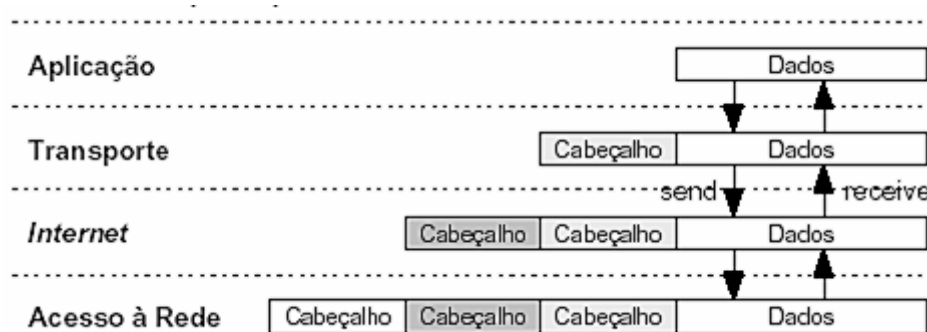 Aplicação Dados
Transporte Cabeçalho Dados
send receive
Internet Cabeçalho Cabeçalho Dados
Acesso à Rede Cabeçalho Cabeçalho Cabeçalho Dados